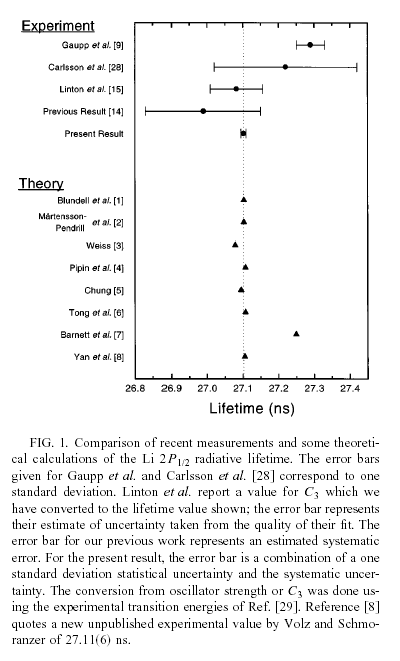 Experiment
Gaupp et al. [9]
Carlsson et al. [28]
Linton et al. [15]
Previous Result [14]
Present Result
Theory
Blundell et al. [1]
Mårtensson-
Pendrill et al. [2]
Weiss [3]
Pipin et al. [4]
Chung [5]
Tong et al. [6]
Barnett et al. [7]
Yan et al. [8]
26.8 26.9 27.0 27.1 27.2 27.3 27.4
Lifetime (ns)
FIG. 1. Comparison of recent measurements and some theoreti-
cal calculations of the Li 2P1/2 radiative lifetime. The error bars
given for Gaupp et al. and Carlsson et al. [28] correspond to one
standard deviation. Linton et al. report a value for C3 which we
have converted to the lifetime value shown; the error bar represents
their estimate of uncertainty taken from the quality of their fit. The
error bar for our previous work represents an estimated systematic
error. For the present result, the error bar is a combination of a one
standard deviation statistical uncertainty and the systematic uncer-
tainty. The conversion from oscillator strength or C3 was done us-
ing the experimental transition energies of Ref. [29]. Reference [8]
quotes a new unpublished experimental value by Volz and Schmo-
ranzer of 27.11(6) ns.